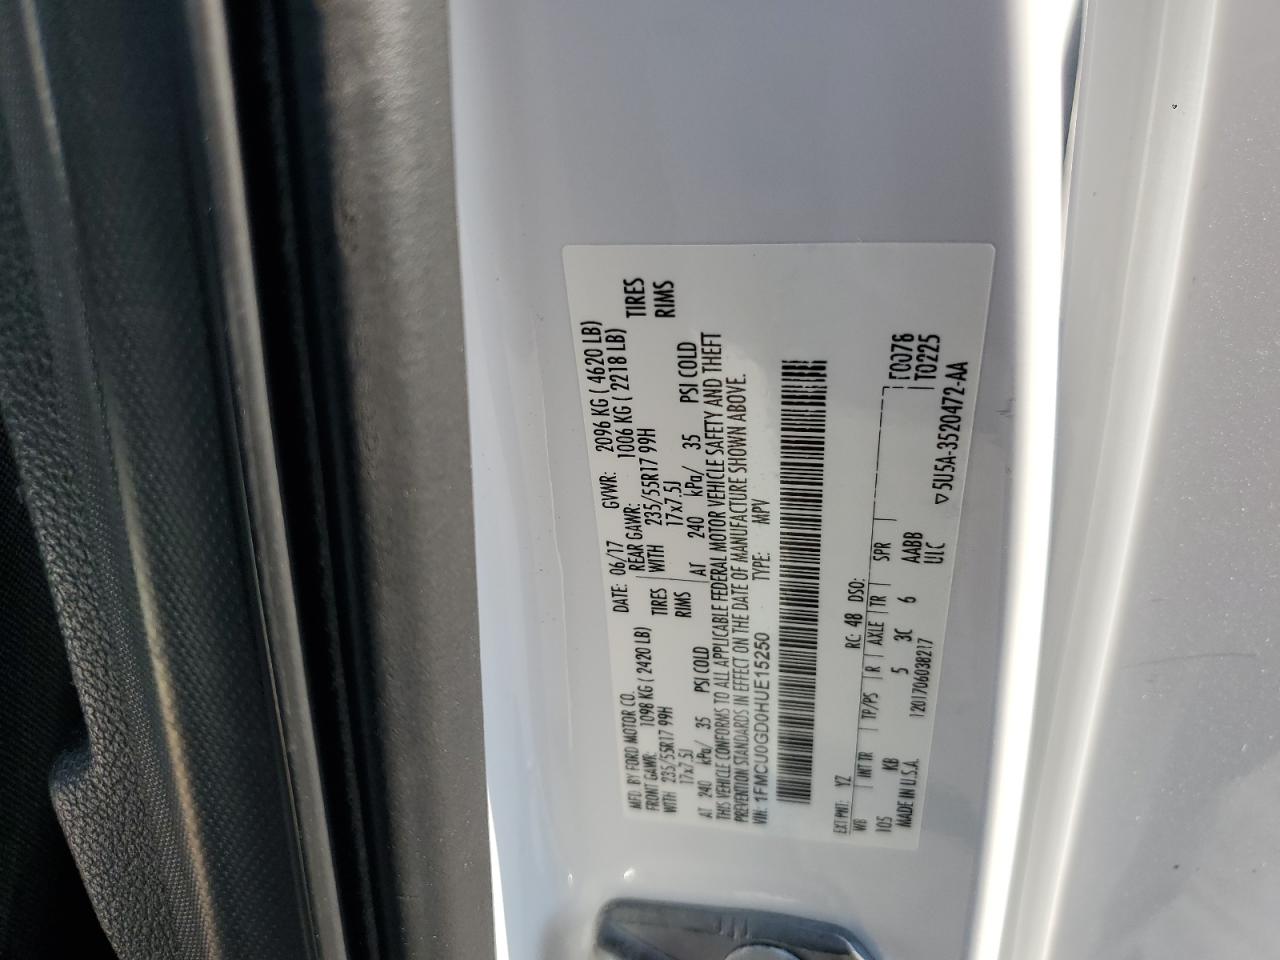 MFD. BY FORD MOTOR CO.
DATE: 06/17 GVWR: 2096 KG ( 4620 LB)
FRONT GAWR: 1098 KG ( 2420 LB) REAR GAWR: 1006 KG ( 2218 LB)
WITH 235/55R17 99H TIRES WITH 235/55R17 99H TIRES
17x7.5J RIMS 17x7.5J RIMS
AT 240 kPa/ 35 PSI COLD AT 240 kPa/ 35 PSI COLD
THIS VEHICLE CONFORMS TO ALL APPLICABLE FEDERAL MOTOR VEHICLE SAFETY AND THEFT
PREVENTION STANDARDS IN EFFECT ON THE DATE OF MANUFACTURE SHOWN ABOVE.
VIN: 1FMCU0GD0HUE15250 TYPE: MPV
EXT PNT: YZ RC: 48 DSO:
WB INT TR TP/PS R AXLE TR SPR
105 KB 5 3C 6 AABB
MADE IN U.S.A. 1201706038217 UIC
F0076
T0225
▽5U5A-3520472-AA